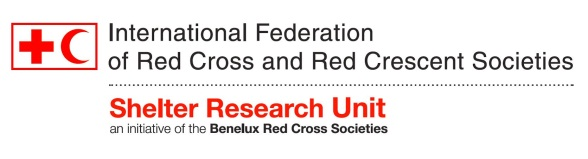 International Federation
of Red Cross and Red Crescent Societies
Shelter Research Unit
an initiative of the Benelux Red Cross Societies